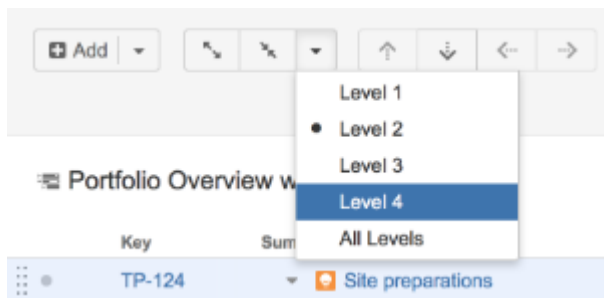 Add
Level 1
Level 2
Level 3
Level 4
All Levels
Portfolio Overview w
Key Sum
TP-124 Site preparations